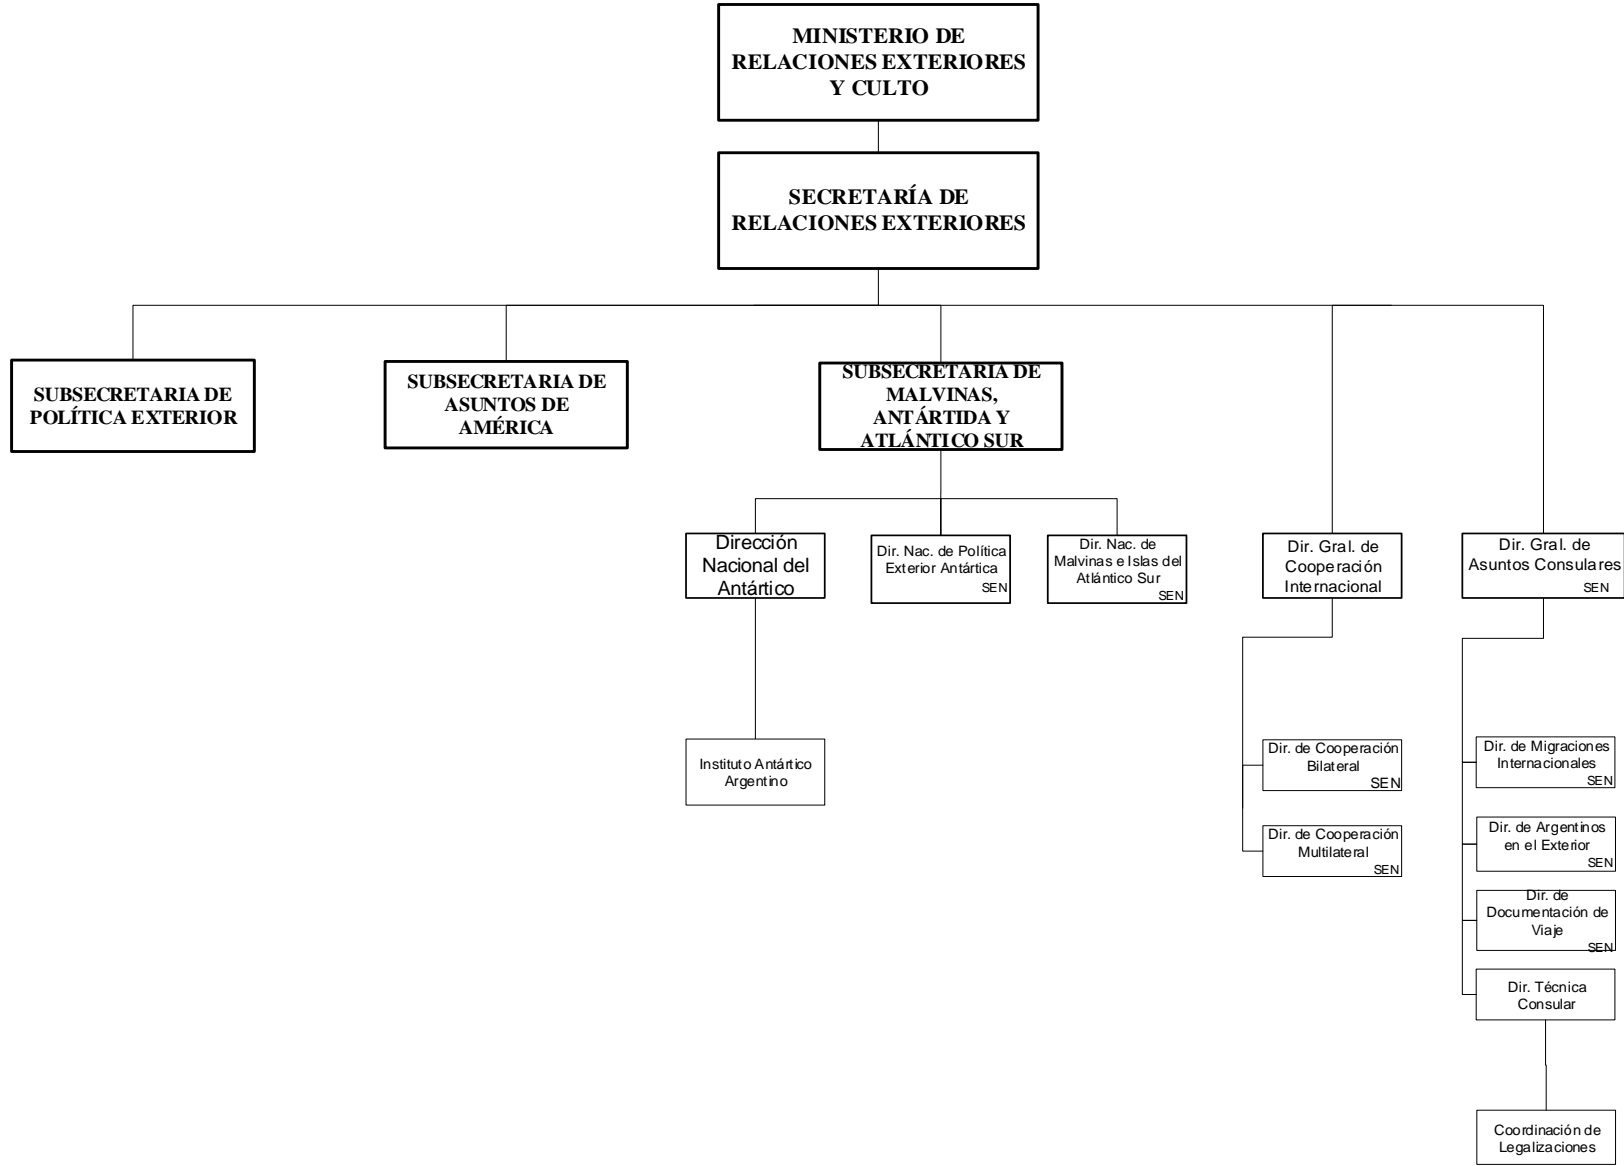 MINISTERIO DE
RELACIONES EXTERIORES
Y CULTO
SECRETARÍA DE
RELACIONES EXTERIORES
SUBSECRETARIA DE
POLÍTICA EXTERIOR
SUBSECRETARIA DE
ASUNTOS DE
AMÉRICA
SUBSECRETARIA DE
MALVINAS,
ANTÁRTIDA Y
ATLÁNTICO SUR
Dirección
Nacional del
Antártico
Dir. Nac. de Política
Exterior Antártica
SEN
Dir. Nac. de
Malvinas e Islas del
Atlántico Sur
SEN
Dir. Gral. de
Cooperación
Internacional
Dir. Gral. de
Asuntos Consulares
SEN
Instituto Antártico
Argentino
Dir. de Cooperación
Bilateral
SEN
Dir. de Cooperación
Multilateral
SEN
Dir. de Migraciones
Internacionales
SEN
Dir. de Argentinos
en el Exterior
SEN
Dir. de
Documentación de
Viaje
SEN
Dir. Técnica
Consular
Coordinación de
Legalizaciones